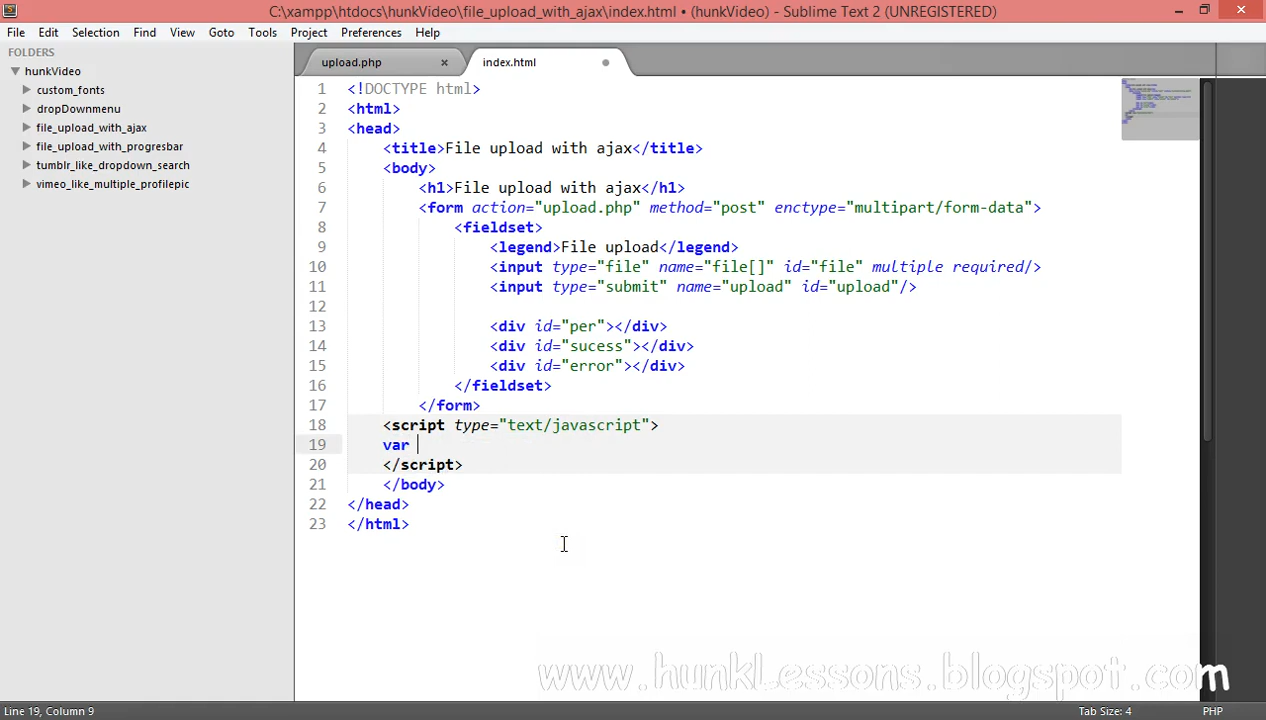 C:\xampp\htdocs\hunkVideo\file_upload_with_ajax\index.html • (hunkVideo) - Sublime Text 2 (UNREGISTERED)
File Edit Selection Find View Goto Tools Project Preferences Help
FOLDERS
hunkVideo
custom_fonts
dropDownmenu
file_upload_with_ajax
file_upload_with_progresbar
tumblr_like_dropdown_search
vimeo_like_multiple_profilepic
upload.php × index.html
1 <!DOCTYPE html>
2 <html>
3 <head>
4 <title>File upload with ajax</title>
5 <body>
6 <h1>File upload with ajax</h1>
7 <form action="upload.php" method="post" enctype="multipart/form-data">
8 <fieldset>
9 <legend>File upload</legend>
10 <input type="file" name="file[]" id="file" multiple required/>
11 <input type="submit" name="upload" id="upload"/>
12
13 <div id="per"></div>
14 <div id="sucess"></div>
15 <div id="error"></div>
16 </fieldset>
17 </form>
18 <script type="text/javascript">
19 var
20 </script>
21 </body>
22 </head>
23 </html>
www.hunkLessons.blogspot.com
Line 19, Column 9 Tab Size: 4 PHP